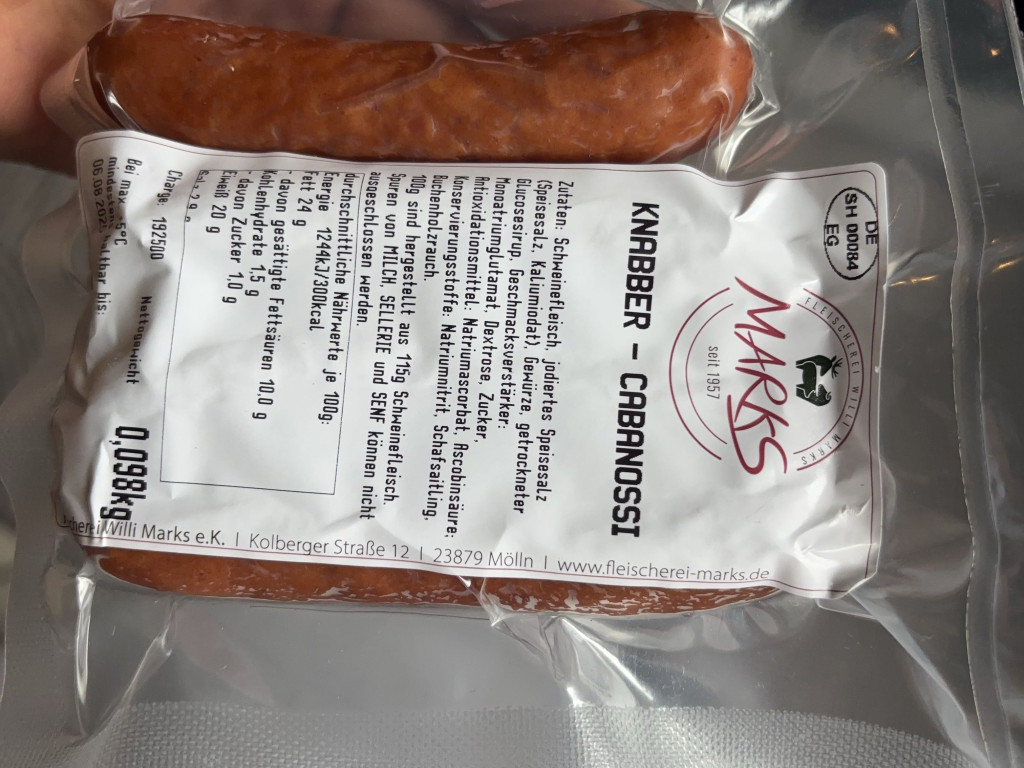 DE
SH 00084
EG
FLEISCHEREI WILLI MARKS
MARKS
seit 1957
KNABBER - CABANOSSI
Zutaten: Schweinefleisch, jodiertes Speisesalz
(Speisesalz, Kaliumiodat), Gewürze, getrockneter
Glucosesirup, Geschmacksverstärker:
Monoatriumglutamat, Dextrose, Zucker,
Antioxidationsmittel: Natriumascorbat, Ascobinsäure;
Konservierungsstoffe: Natriumnitrit, Schafsaitling,
Buchenholzrauch.
100g sind hergestellt aus 115g Schweinefleisch.
Spuren von MILCH, SELLERIE und SENF können nicht
ausgeschlossen werden.
durchschnittliche Nährwerte je 100g:
Energie 1244kJ/300kcal
Fett 24 g
- davon gesättigte Fettsäuren 10.0 g
Kohlenhydrate 1.5 g
- davon Zucker 1,0 g
Eiweiß 20 g
Charge: 192500
Bei max. 5°C
mindestens haltbar bis:
Nettogewicht
0,098kg
Willi Marks e.K. | Kolberger Straße 12 | 23879 Mölln | www.fleischerei-marks.de